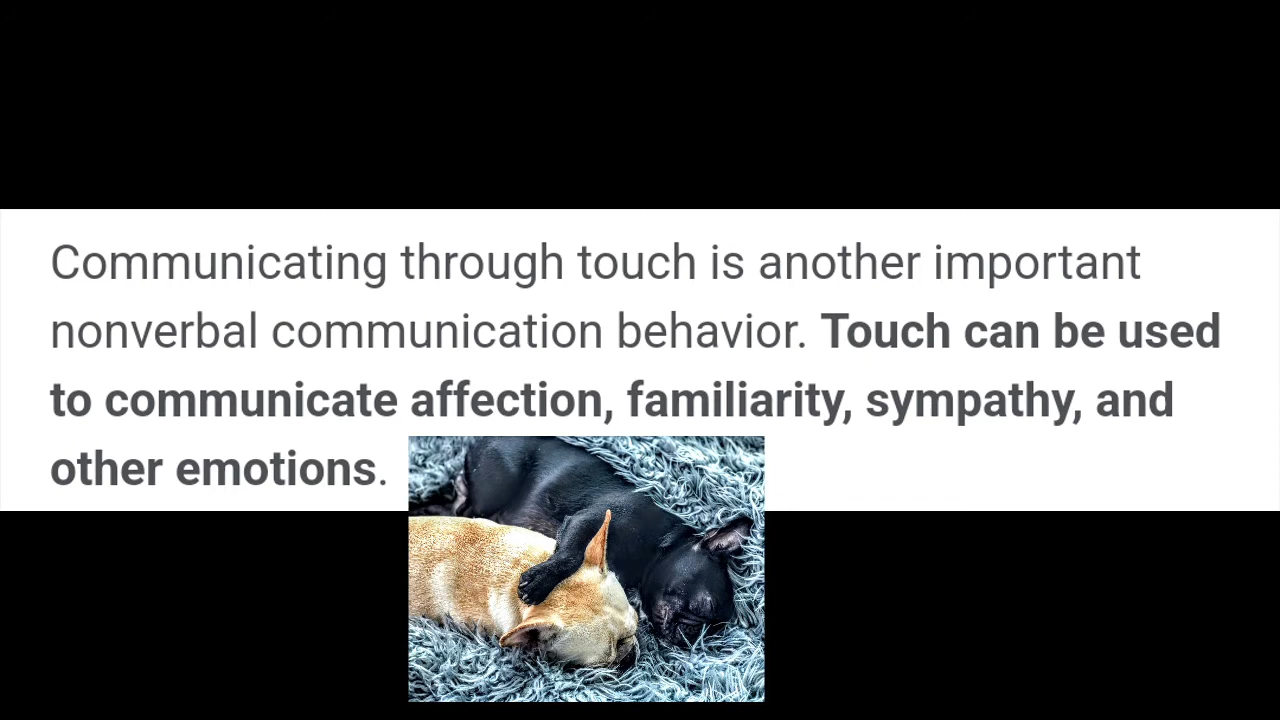 Communicating through touch is another important
nonverbal communication behavior. Touch can be used
to communicate affection, familiarity, sympathy, and
other emotions.